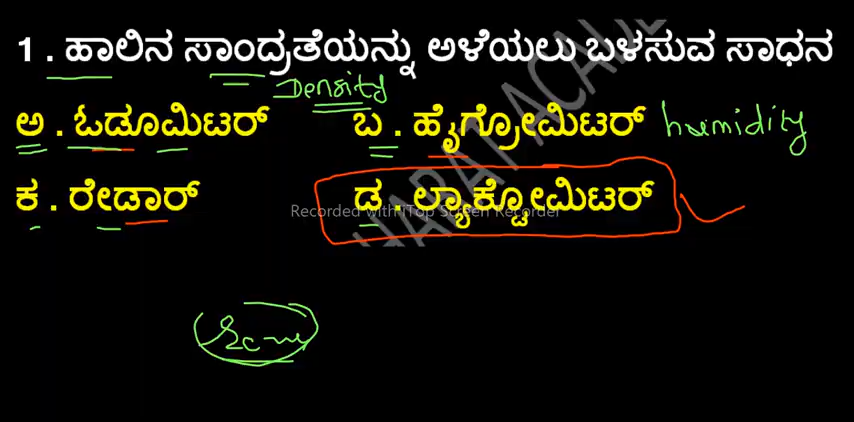 1 . ಹಾಲಿನ ಸಾಂದ್ರತೆಯನ್ನು ಅಳೆಯಲು ಬಳಸುವ ಸಾಧನ
Density
ಅ . ಓಡೂಮಿಟರ್ ಬ . ಹೈಗ್ರೋಮಿಟರ್ humidity
ಕ . ರೇಡಾರ್ ಡ . ಲ್ಯಾಕ್ಟೋಮಿಟರ್
Recorded with iTop Screen Recorder